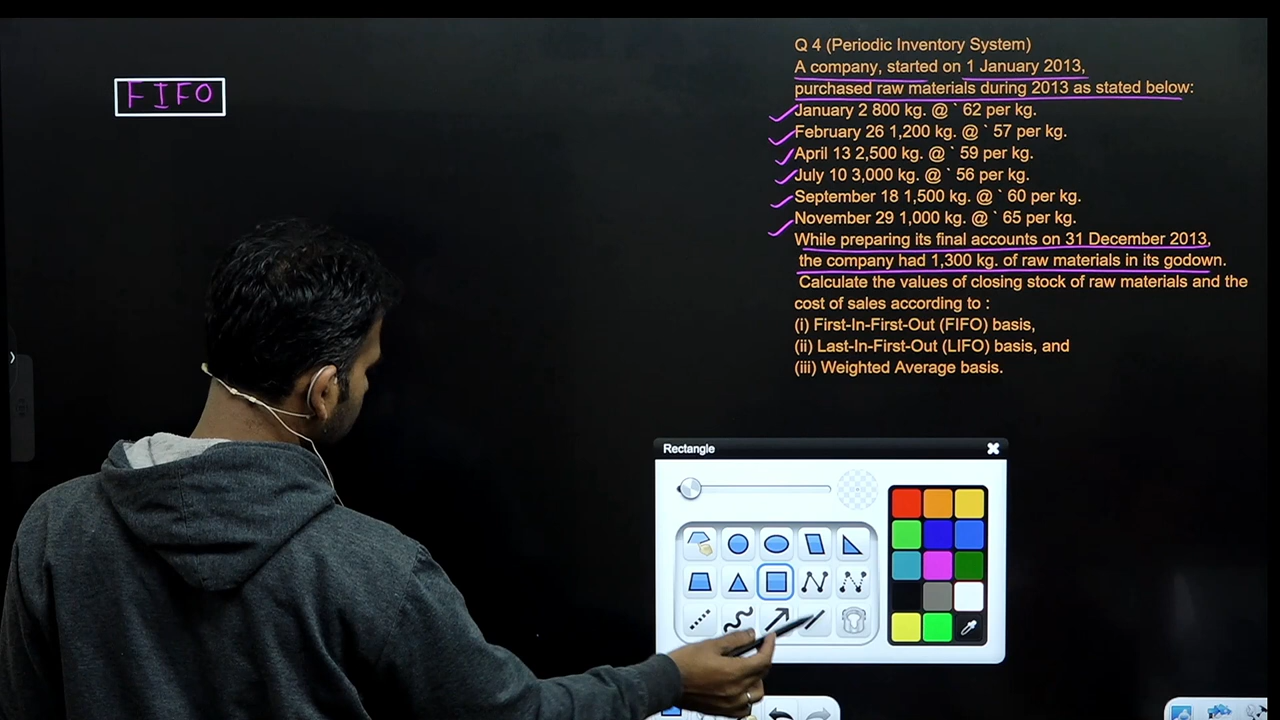 FIFO
Q 4 (Periodic Inventory System)
A company, started on 1 January 2013,
purchased raw materials during 2013 as stated below:
January 2 800 kg. @ ` 62 per kg.
February 26 1,200 kg. @ ` 57 per kg.
April 13 2,500 kg. @ ` 59 per kg.
July 10 3,000 kg. @ ` 56 per kg.
September 18 1,500 kg. @ ` 60 per kg.
November 29 1,000 kg. @ ` 65 per kg.
While preparing its final accounts on 31 December 2013,
the company had 1,300 kg. of raw materials in its godown.
Calculate the values of closing stock of raw materials and the
cost of sales according to :
(i) First-In-First-Out (FIFO) basis,
(ii) Last-In-First-Out (LIFO) basis, and
(iii) Weighted Average basis.
Rectangle